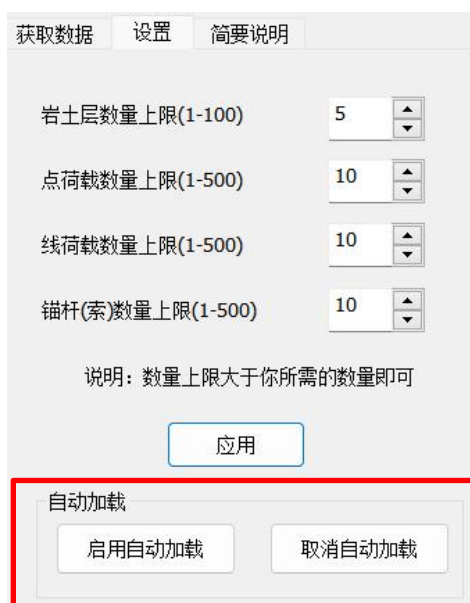 获取数据 设置 简要说明
岩土层数量上限(1-100) 5
点荷载数量上限(1-500) 10
线荷载数量上限(1-500) 10
锚杆(索)数量上限(1-500) 10
说明：数量上限大于你所需的数量即可
应用
自动加载
启用自动加载 取消自动加载